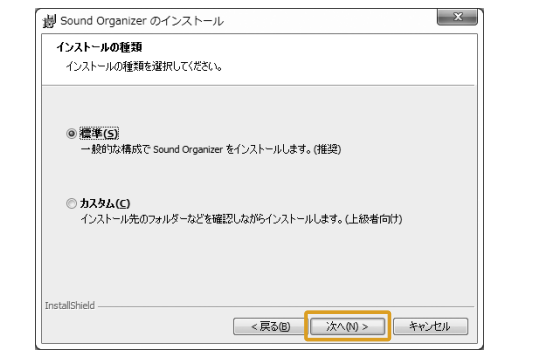 Sound Organizer のインストール
インストールの種類
インストールの種類を選択してください。
標準(S)
一般的な構成で Sound Organizer をインストールします。(推奨)
カスタム(C)
インストール先のフォルダーなどを確認しながらインストールします。(上級者向け)
InstallShield
< 戻る(B) 次へ(N) > キャンセル